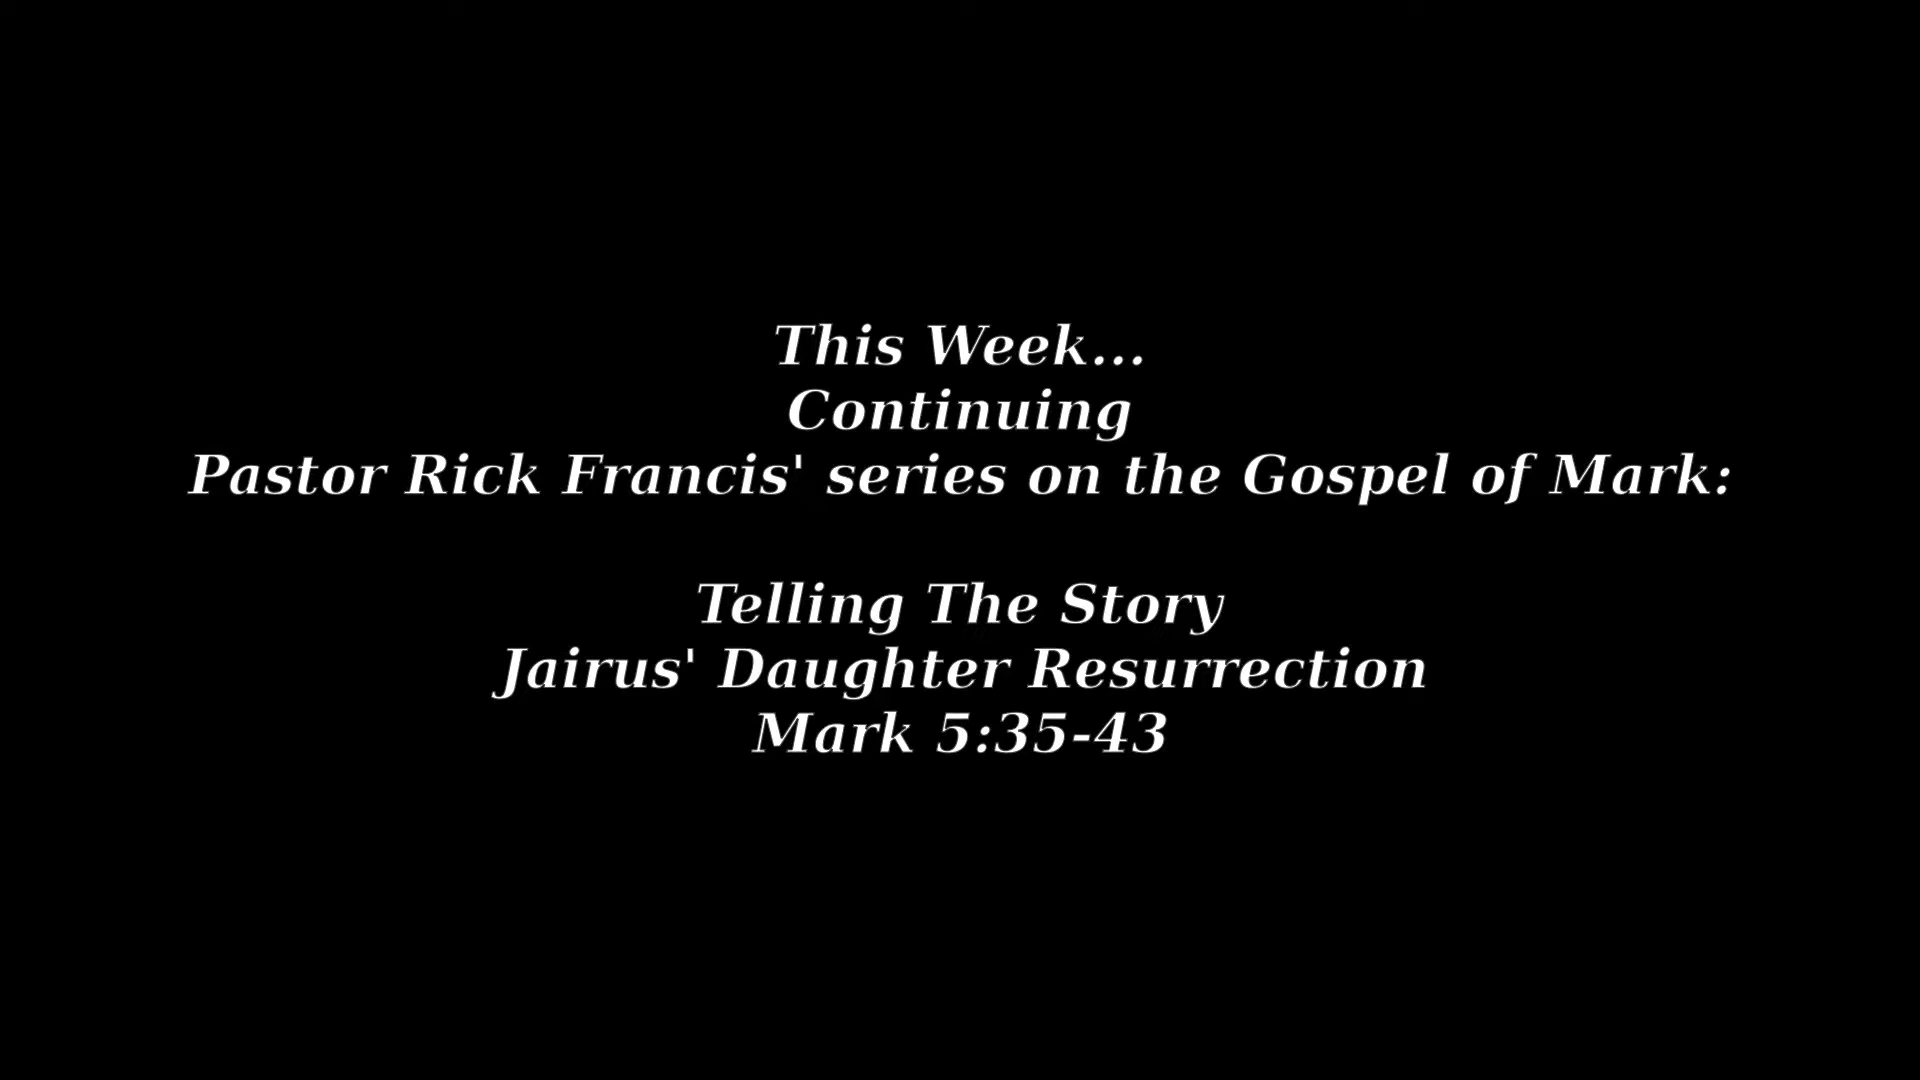 This Week...
Continuing
Pastor Rick Francis' series on the Gospel of Mark:
Telling The Story
Jairus' Daughter Resurrection
Mark 5:35-43